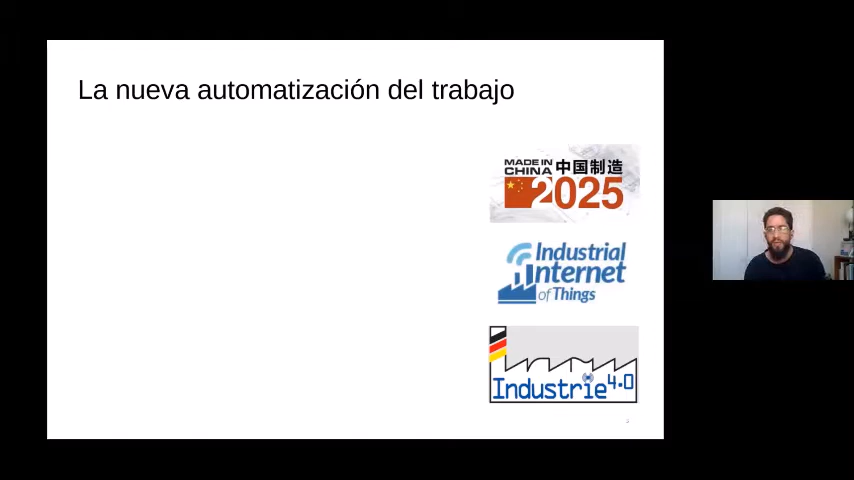 La nueva automatización del trabajo
MADE IN
CHINA 中国制造
2025
Industrial
Internet
of Things
Industrie 4.0